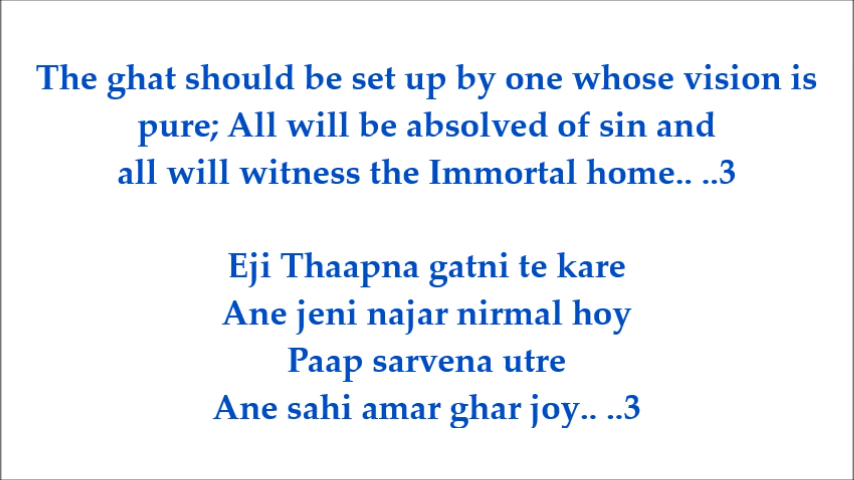 The ghat should be set up by one whose vision is
pure; All will be absolved of sin and
all will witness the Immortal home.. ..3
Eji Thaapna gatni te kare
Ane jeni najar nirmal hoy
Paap sarvena utre
Ane sahi amar ghar joy.. ..3